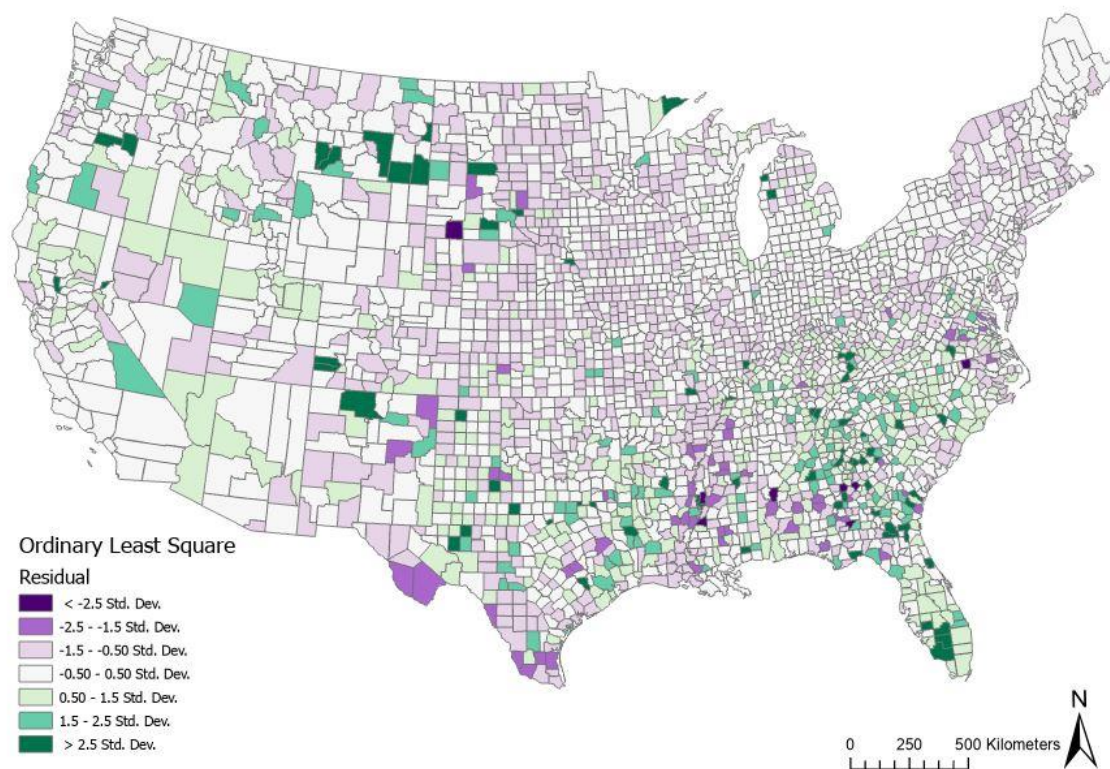 Ordinary Least Square
Residual
< -2.5 Std. Dev.
-2.5 - -1.5 Std. Dev.
-1.5 - -0.50 Std. Dev.
-0.50 - 0.50 Std. Dev.
0.50 - 1.5 Std. Dev.
1.5 - 2.5 Std. Dev.
> 2.5 Std. Dev.
N
0 250 500 Kilometers